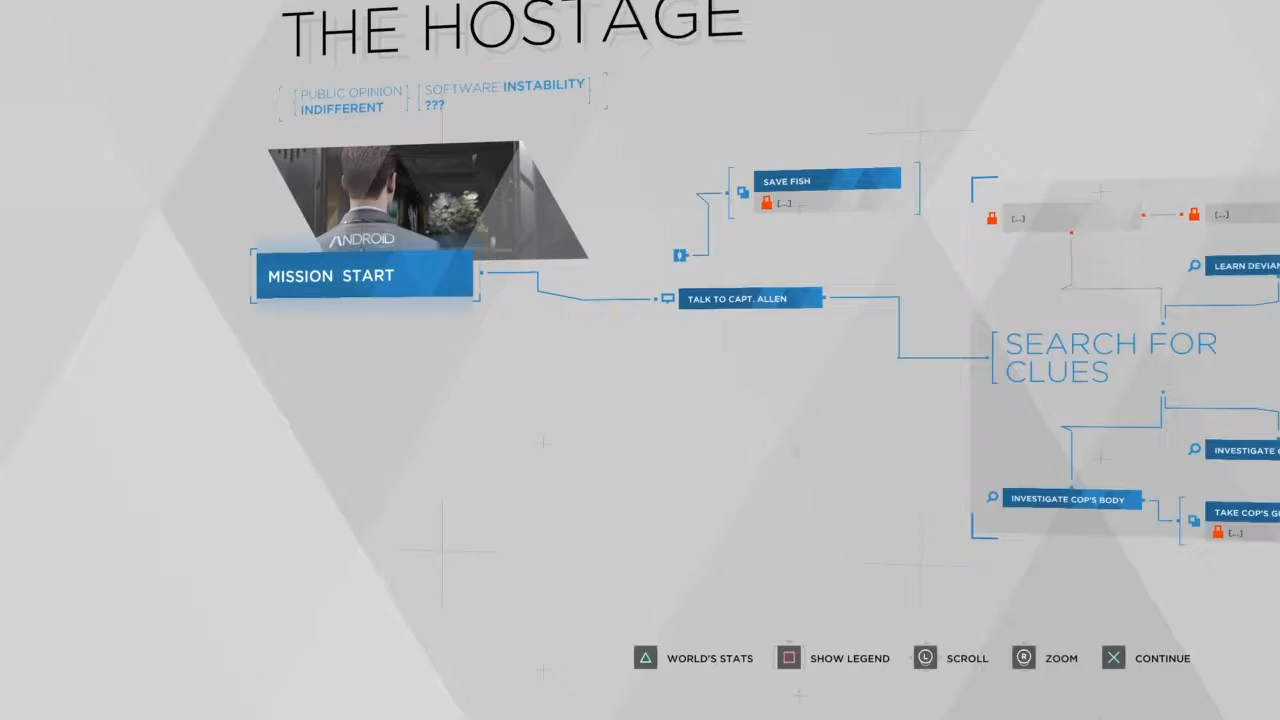 THE HOSTAGE
PUBLIC OPINION
INDIFFERENT
SOFTWARE INSTABILITY
???
ANDROID
MISSION START
SAVE FISH
[...]
TALK TO CAPT. ALLEN
[...]
[...]
LEARN DEVIAN
SEARCH FOR
CLUES
INVESTIGATE
INVESTIGATE COP'S BODY
TAKE COP'S
[...]
WORLD'S STATS
SHOW LEGEND
L
SCROLL
R
ZOOM
CONTINUE